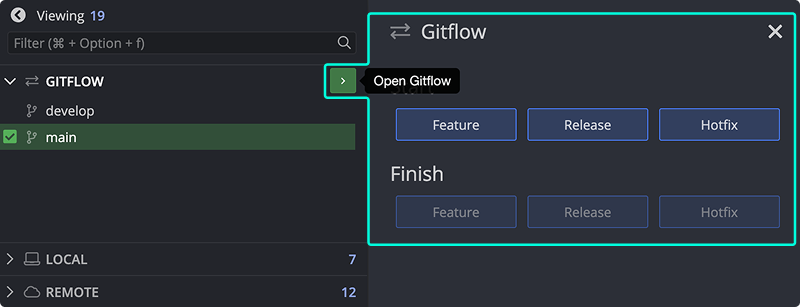 Viewing 19
Filter (⌘ + Option + f)
GITFLOW
develop
main
LOCAL 7
REMOTE 12
Gitflow
Open Gitflow
Feature Release Hotfix
Finish
Feature Release Hotfix